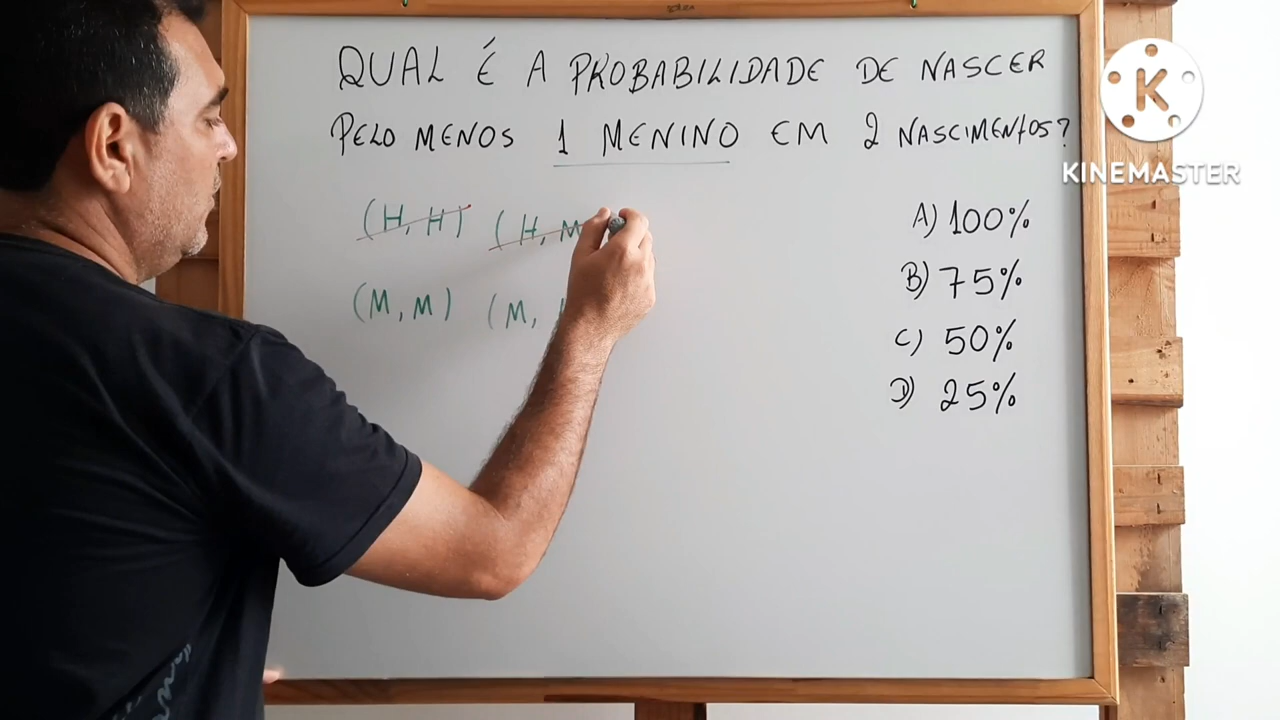 QUAL É A PROBABILIDADE DE NASCER
PELO MENOS 1 MENINO EM 2 NASCIMENTOS?
(H, H) (H, M
(M, M) (M,
A) 100%
B) 75%
C) 50%
D) 25%
K
KINEMASTER